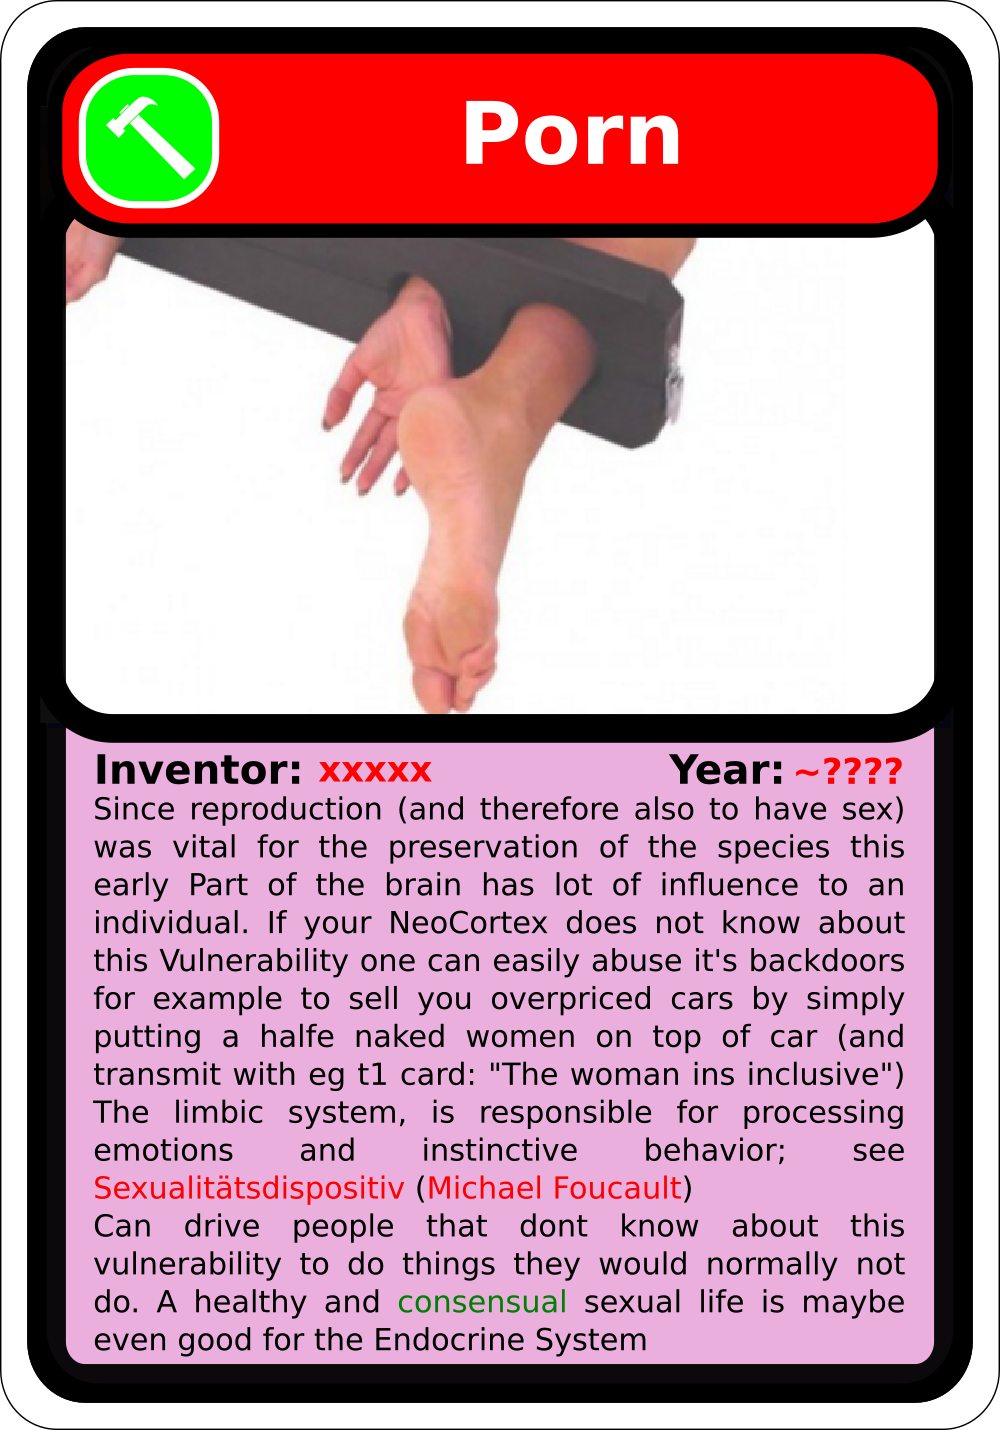 Porn
Inventor: xxxxx Year: ~????
Since reproduction (and therefore also to have sex)
was vital for the preservation of the species this
early Part of the brain has lot of influence to an
individual. If your NeoCortex does not know about
this Vulnerability one can easily abuse it's backdoors
for example to sell you overpriced cars by simply
putting a halfe naked women on top of car (and
transmit with eg t1 card: "The woman ins inclusive")
The limbic system, is responsible for processing
emotions and instinctive behavior; see
Sexualitätsdispositiv (Michael Foucault)
Can drive people that dont know about this
vulnerability to do things they would normally not
do. A healthy and consensual sexual life is maybe
even good for the Endocrine System